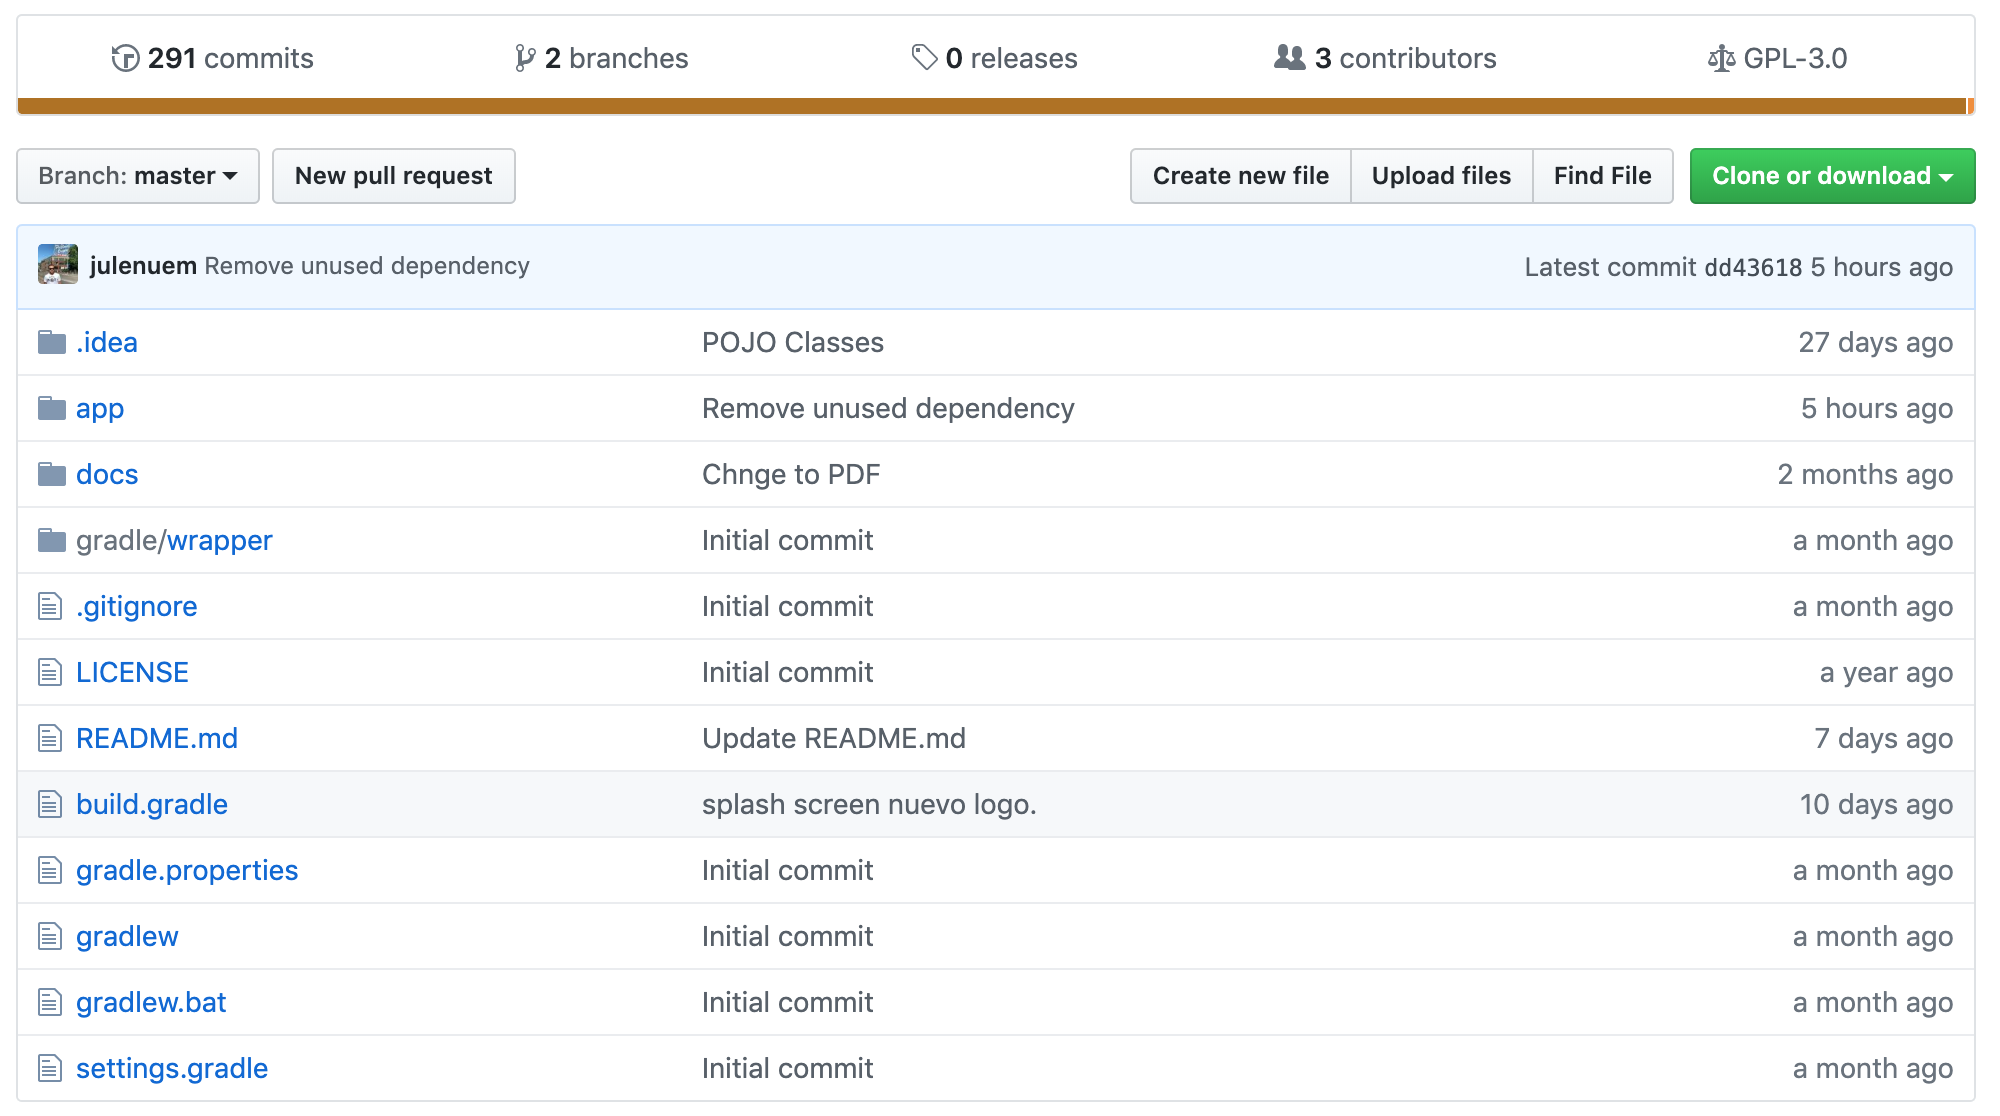 291 commits 2 branches 0 releases 3 contributors GPL-3.0
Branch: master New pull request Create new file Upload files Find File Clone or download
julenuem Remove unused dependency Latest commit dd43618 5 hours ago
.idea POJO Classes 27 days ago
app Remove unused dependency 5 hours ago
docs Chnge to PDF 2 months ago
gradle/wrapper Initial commit a month ago
.gitignore Initial commit a month ago
LICENSE Initial commit a year ago
README.md Update README.md 7 days ago
build.gradle splash screen nuevo logo. 10 days ago
gradle.properties Initial commit a month ago
gradlew Initial commit a month ago
gradlew.bat Initial commit a month ago
settings.gradle Initial commit a month ago